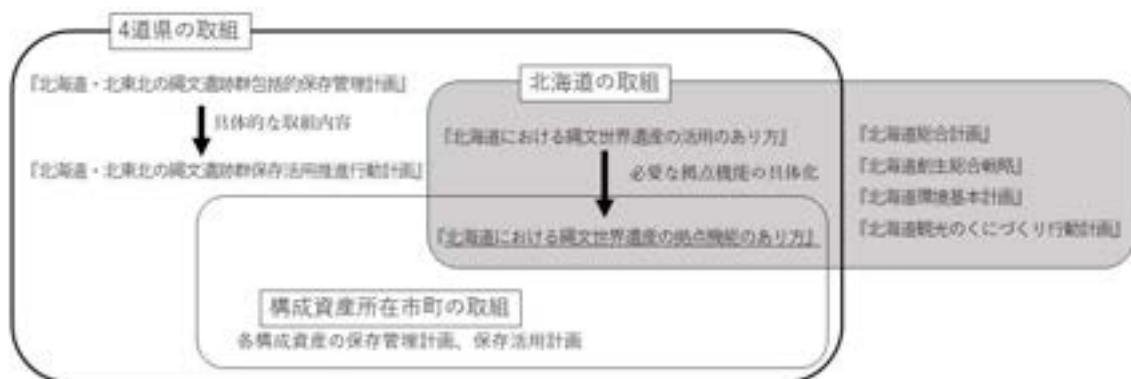 4道県の取組
『北海道・北東北の縄文遺跡群包括的保存管理計画』
具体的な取組内容
『北海道・北東北の縄文遺跡群保存活用推進行動計画』
北海道の取組
『北海道における縄文世界遺産の活用のあり方』
必要な拠点機能の具体化
『北海道における縄文世界遺産の拠点機能のあり方』
『北海道総合計画』
『北海道創生総合戦略』
『北海道環境基本計画』
『北海道観光のくにづくり行動計画』
構成資産所在市町の取組
各構成資産の保存管理計画、保存活用計画